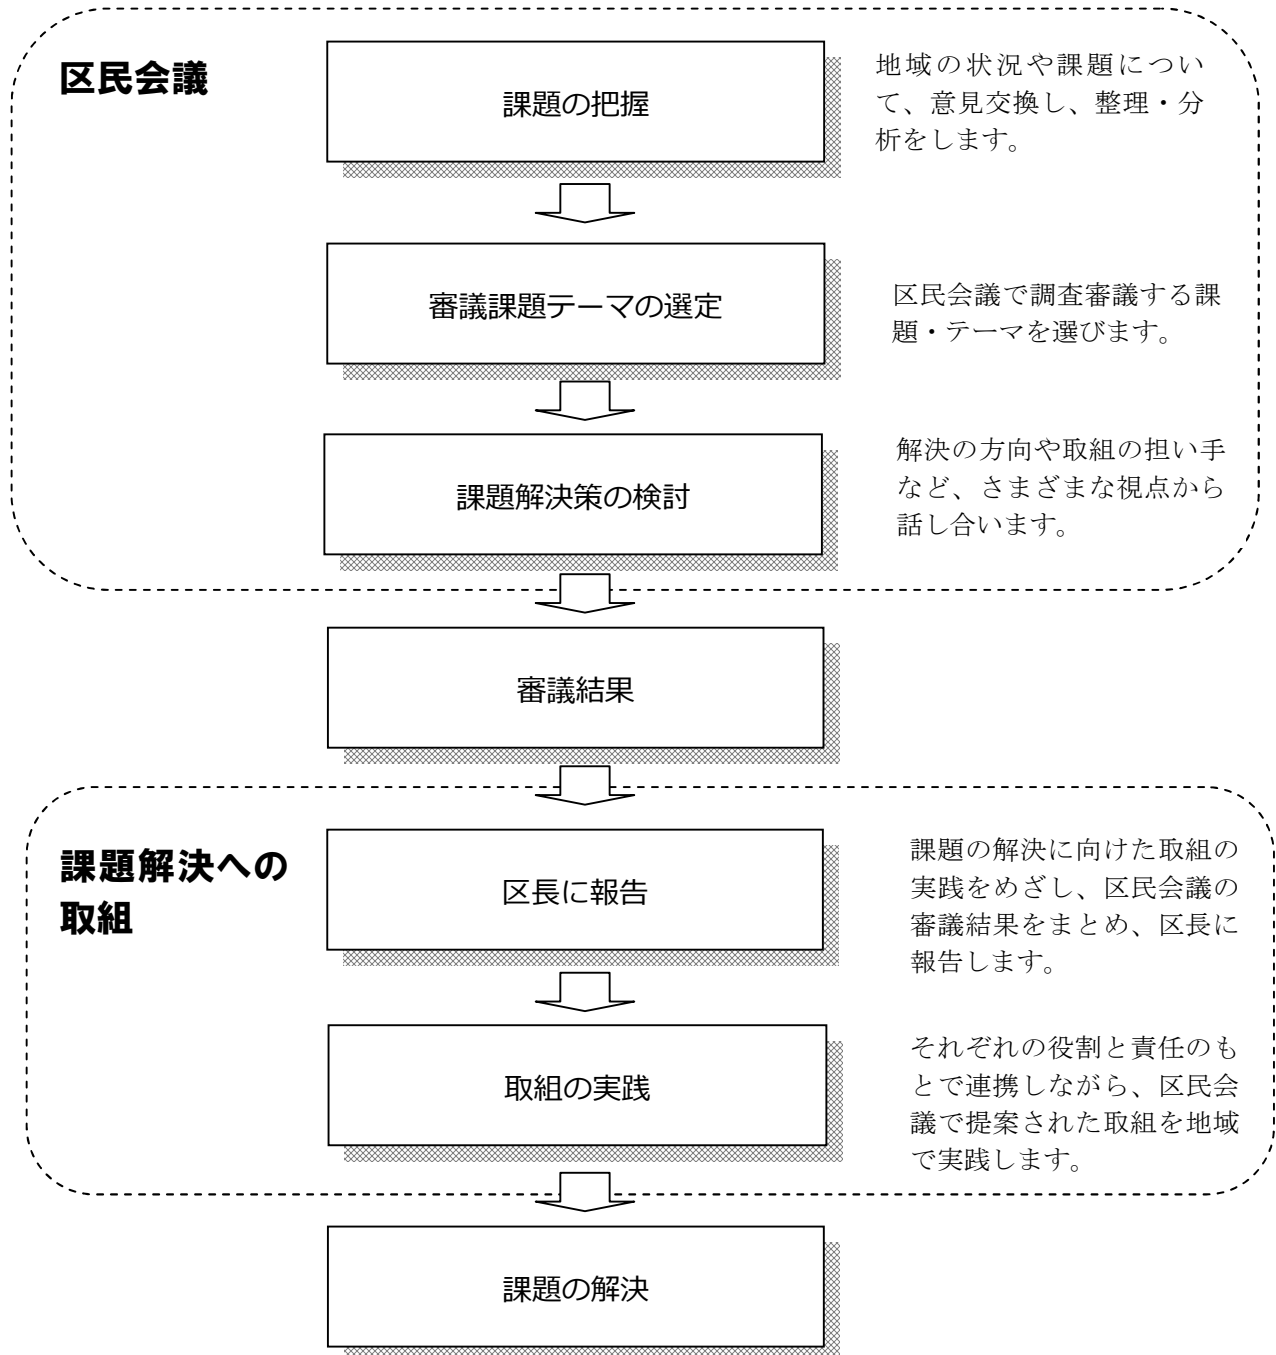 区民会議
課題の把握
地域の状況や課題につい
て、意見交換し、整理・分
析をします。
審議課題テーマの選定
区民会議で調査審議する課
題・テーマを選びます。
課題解決策の検討
解決の方向や取組の担い手
など、さまざまな視点から
話し合います。
審議結果
課題解決への
取組
区長に報告
課題の解決に向けた取組の
実践をめざし、区民会議の
審議結果をまとめ、区長に
報告します。
取組の実践
それぞれの役割と責任のも
とで連携しながら、区民会
議で提案された取組を地域
で実践します。
課題の解決